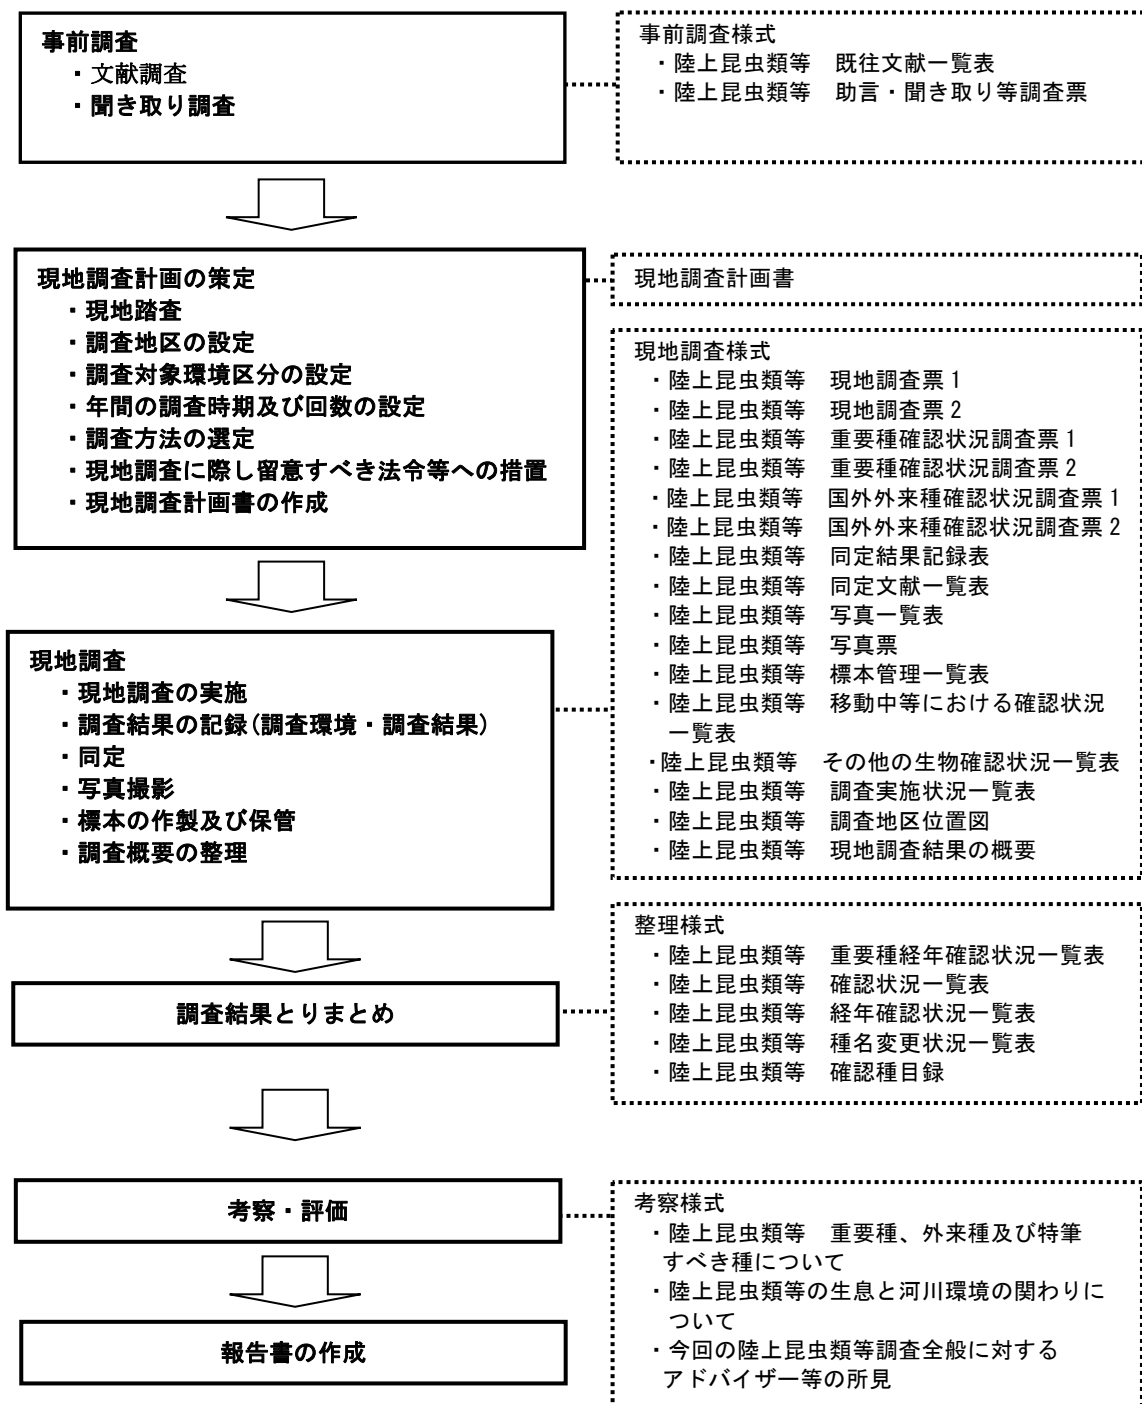 事前調査
・文献調査
・聞き取り調査
事前調査様式
・陸上昆虫類等　既往文献一覧表
・陸上昆虫類等　助言・聞き取り等調査票
現地調査計画の策定
・現地踏査
・調査地区の設定
・調査対象環境区分の設定
・年間の調査時期及び回数の設定
・調査方法の選定
・現地調査に際し留意すべき法令等への措置
・現地調査計画書の作成
現地調査計画書
現地調査様式
・陸上昆虫類等　現地調査票1
・陸上昆虫類等　現地調査票2
・陸上昆虫類等　重要種確認状況調査票1
・陸上昆虫類等　重要種確認状況調査票2
・陸上昆虫類等　国外外来種確認状況調査票1
・陸上昆虫類等　国外外来種確認状況調査票2
・陸上昆虫類等　同定結果記録表
・陸上昆虫類等　同定文献一覧表
・陸上昆虫類等　写真一覧表
・陸上昆虫類等　写真票
・陸上昆虫類等　標本管理一覧表
・陸上昆虫類等　移動中等における確認状況
一覧表
・陸上昆虫類等　その他の生物確認状況一覧表
・陸上昆虫類等　調査実施状況一覧表
・陸上昆虫類等　調査地区位置図
・陸上昆虫類等　現地調査結果の概要
現地調査
・現地調査の実施
・調査結果の記録(調査環境・調査結果)
・同定
・写真撮影
・標本の作製及び保管
・調査概要の整理
調査結果とりまとめ
整理様式
・陸上昆虫類等　重要種経年確認状況一覧表
・陸上昆虫類等　確認状況一覧表
・陸上昆虫類等　経年確認状況一覧表
・陸上昆虫類等　種名変更状況一覧表
・陸上昆虫類等　確認種目録
考察・評価
考察様式
・陸上昆虫類等　重要種、外来種及び特筆
すべき種について
・陸上昆虫類等の生息と河川環境の関わりに
ついて
・今回の陸上昆虫類等調査全般に対する
アドバイザー等の所見
報告書の作成